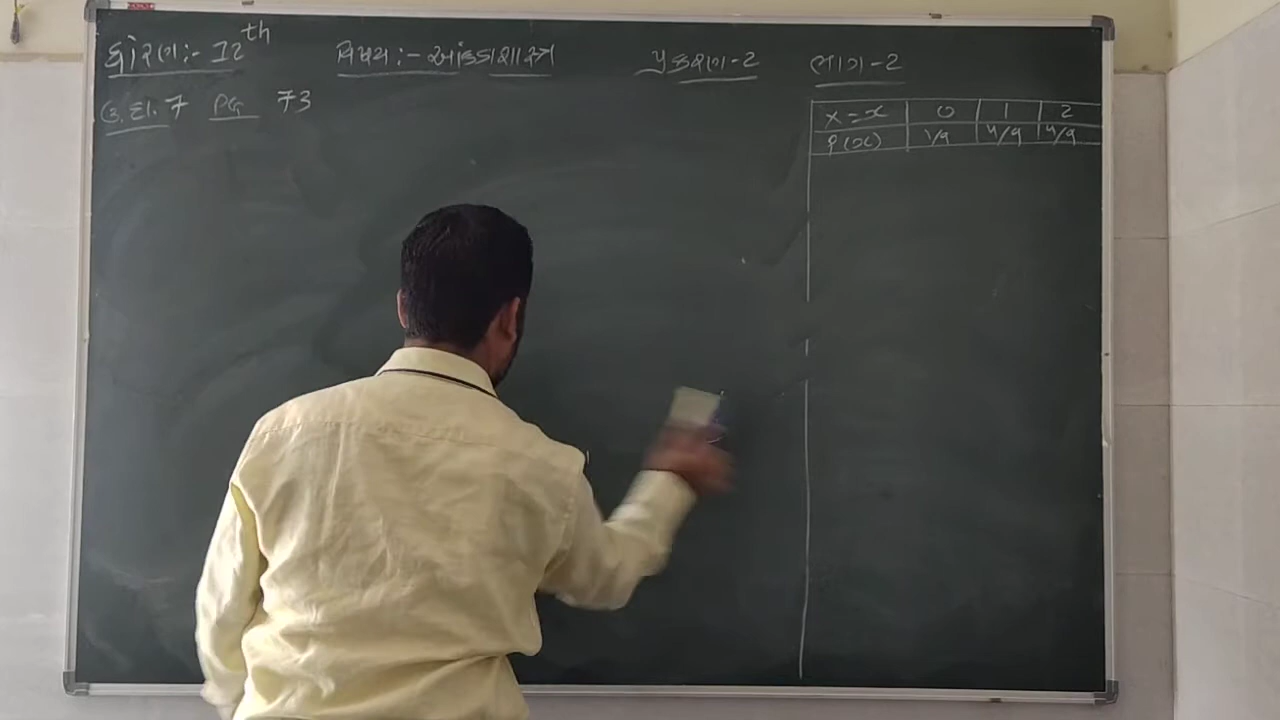 ધોરણ:- 12th વિષય:- આંકડાશાસ્ત્ર પ્રકરણ-2 ભાગ-2
ઉ.દા. 7 PG 73
X = x 0 1 2
P(x) 1/9 4/9 4/9